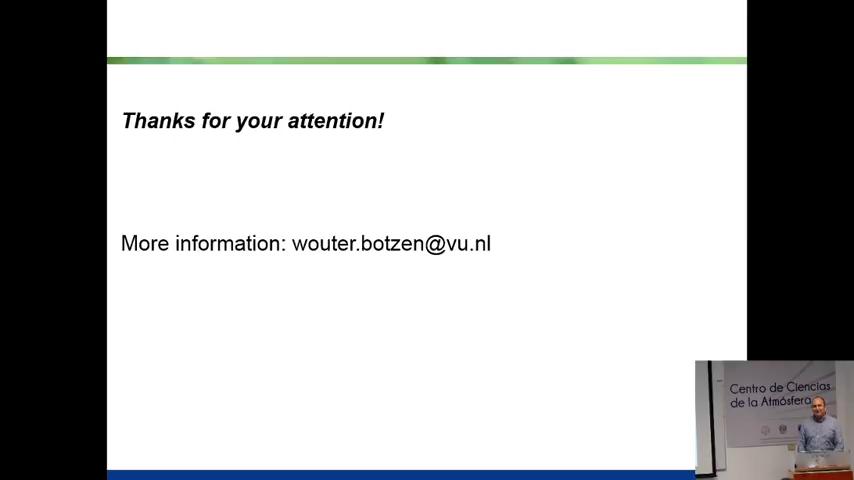 Thanks for your attention!
More information: wouter.botzen@vu.nl
Centro de Ciencias
de la Atmósfera